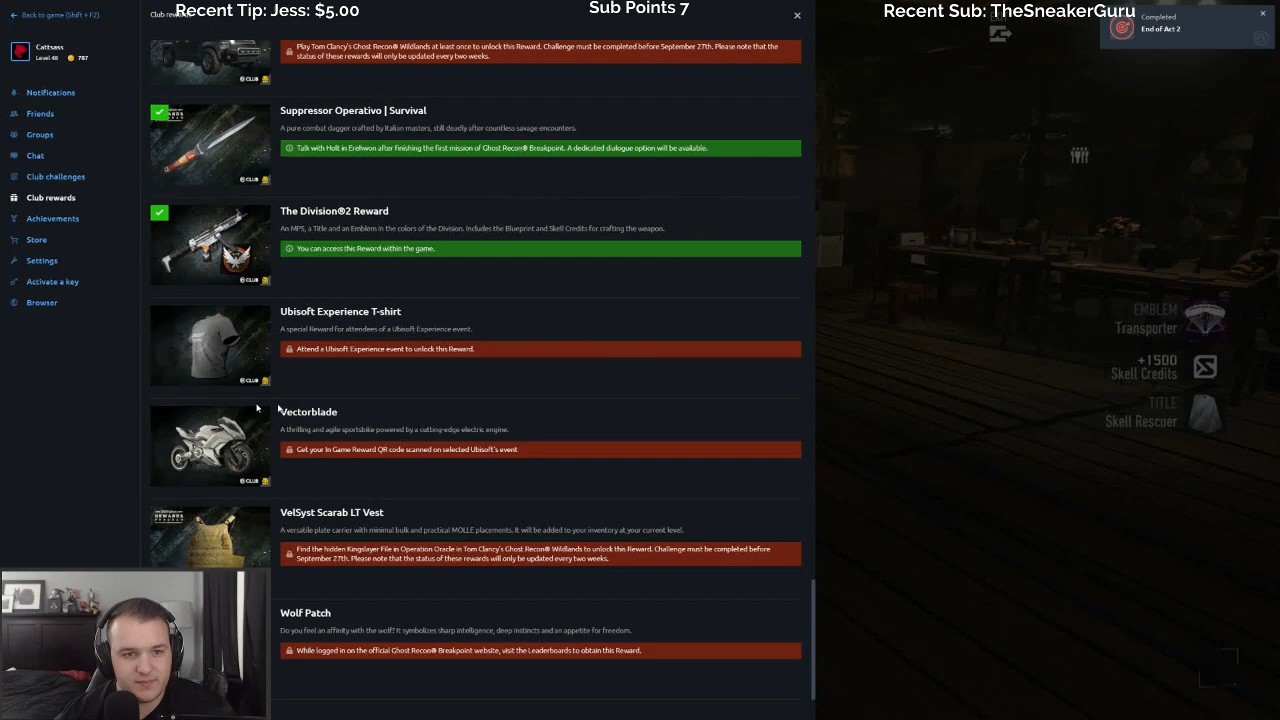 Recent Tip: Jess: $5.00
Sub Points 7
Recent Sub: TheSneakerGuru
Back to game (Shift + F2)
Club rewards
Completed
End of Act 2
Cattsass
Level 48 787
Notifications
Friends
Groups
Chat
Club challenges
Club rewards
Achievements
Store
Settings
Activate a key
Browser
Play Tom Clancy's Ghost Recon® Wildlands at least once to unlock this Reward. Challenge must be completed before September 27th. Please note that the
status of these rewards will only be updated every two weeks.
CLUB
Suppressor Operativo | Survival
A pure combat dagger crafted by Italian masters, still deadly after countless savage encounters.
Talk with Holt in Erehwon after finishing the first mission of Ghost Recon® Breakpoint. A dedicated dialogue option will be available.
CLUB
The Division®2 Reward
An MP5, a Title and an Emblem in the colors of the Division. Includes the Blueprint and Skell Credits for crafting the weapon.
You can access this Reward within the game.
CLUB
Ubisoft Experience T-shirt
A special Reward for attendees of a Ubisoft Experience event.
Attend a Ubisoft Experience event to unlock this Reward.
CLUB
Vectorblade
A thrilling and agile sportsbike powered by a cutting-edge electric engine.
Get your In Game Reward QR code scanned on selected Ubisoft's event
CLUB
VelSyst Scarab LT Vest
A versatile plate carrier with minimal bulk and practical MOLLE placements. It will be added to your inventory at your current level.
Find the hidden Kingslayer File in Operation Oracle in Tom Clancy's Ghost Recon® Wildlands to unlock this Reward. Challenge must be completed before
September 27th. Please note that the status of these rewards will only be updated every two weeks.
Wolf Patch
Do you feel an affinity with the wolf? It symbolizes sharp intelligence, deep instincts and an appetite for freedom.
While logged in on the official Ghost Recon® Breakpoint website, visit the Leaderboards to obtain this Reward.
EMBLEM
Transporter
+1500
Skell Credits
TITLE
Skell Rescuer